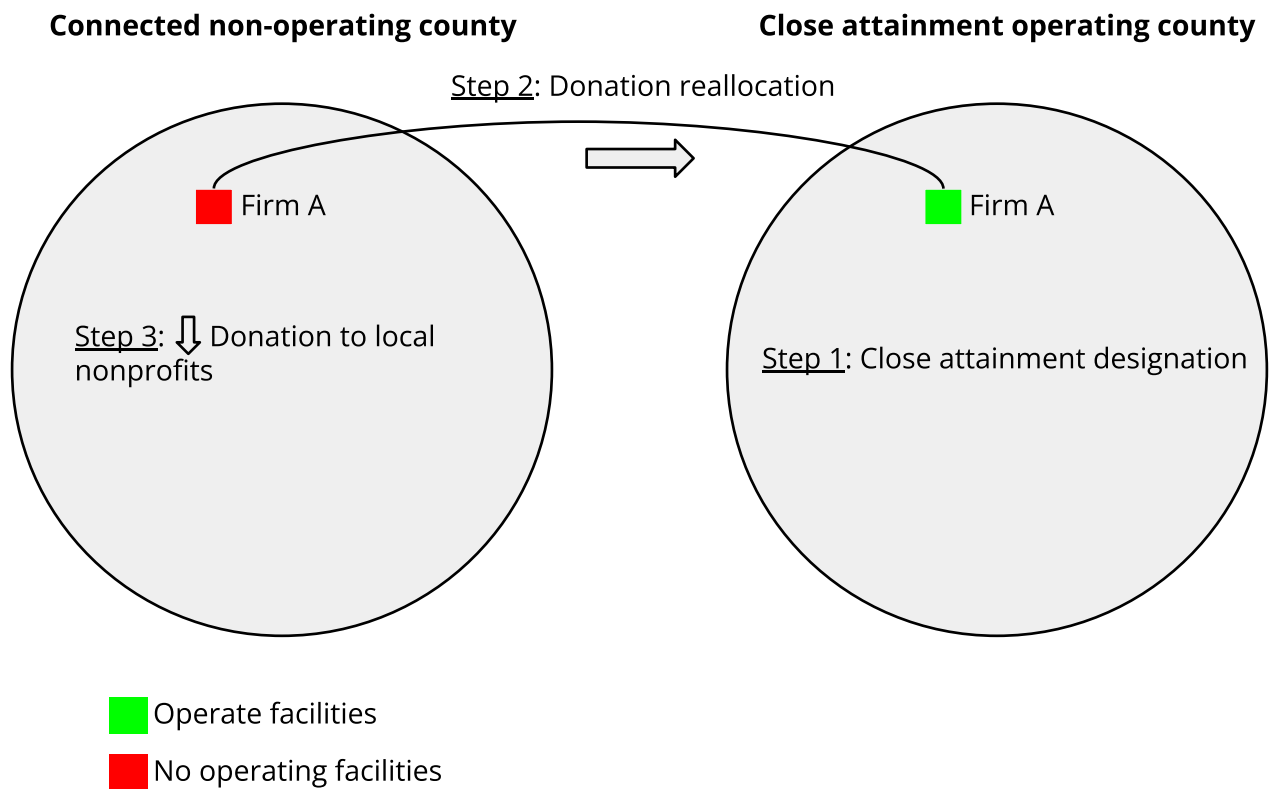 Connected non-operating county
Close attainment operating county
Step 2: Donation reallocation
Firm A
Firm A
Step 3: Donation to local
nonprofits
Step 1: Close attainment designation
Operate facilities
No operating facilities